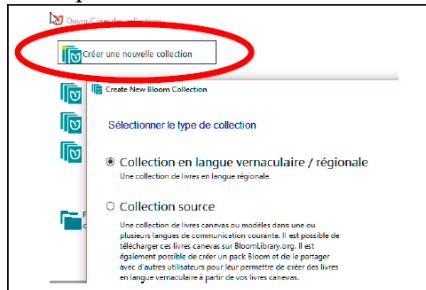 Ouvrir/Créer des collections
Créer une nouvelle collection
Create New Bloom Collection
Sélectionner le type de collection
Collection en langue vernaculaire / régionale
Une collection de livres en langue régionale.
Collection source
Une collection de livres canevas ou modèles dans une ou
plusieurs langues de communication courante. Il est possible de
télécharger ces livres canevas sur BloomLibrary.org. Il est
également possible de créer un pack Bloom et de le partager
avec d'autres utilisateurs pour leur permettre de créer des livres
en langue vernaculaire à partir de vos livres canevas.